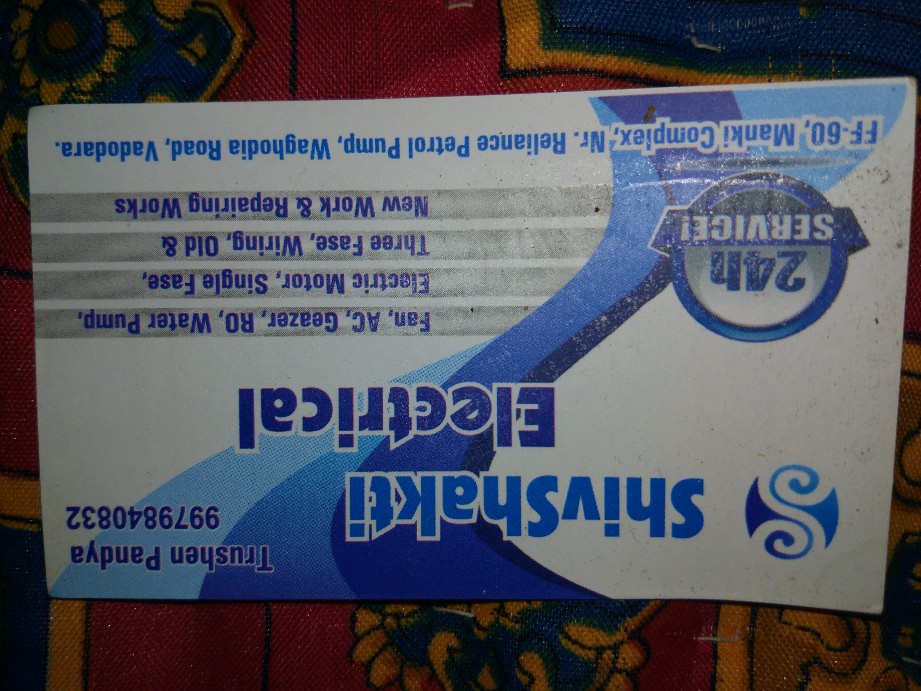 Trushen Pandya
9979840832
ShivShakti
Electrical
Fan, AC, Geazer, RO, Water Pump,
Electric Motor, Single Fase,
Three Fase, Wiring, Old &
New Work & Repairing Works
24h
SERVICE!
FF-60, Manki Complex, Nr. Reliance Petrol Pump, Waghodia Road, Vadodara.